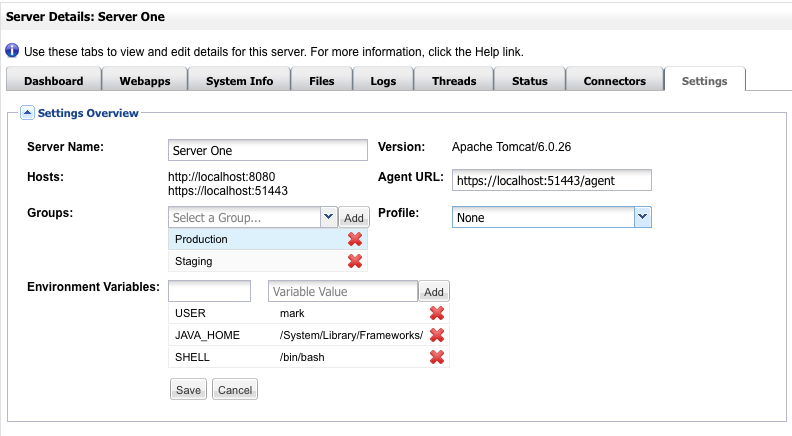 Server Details: Server One
Use these tabs to view and edit details for this server. For more information, click the Help link.
Dashboard Webapps System Info Files Logs Threads Status Connectors Settings
Settings Overview
Server Name: Server One Version: Apache Tomcat/6.0.26
Hosts: http://localhost:8080 Agent URL: https://localhost:51443/agent
https://localhost:51443
Groups: Select a Group... Add Profile: None
Production
Staging
Environment Variables: Variable Value Add
USER mark
JAVA_HOME /System/Library/Frameworks/
SHELL /bin/bash
Save Cancel